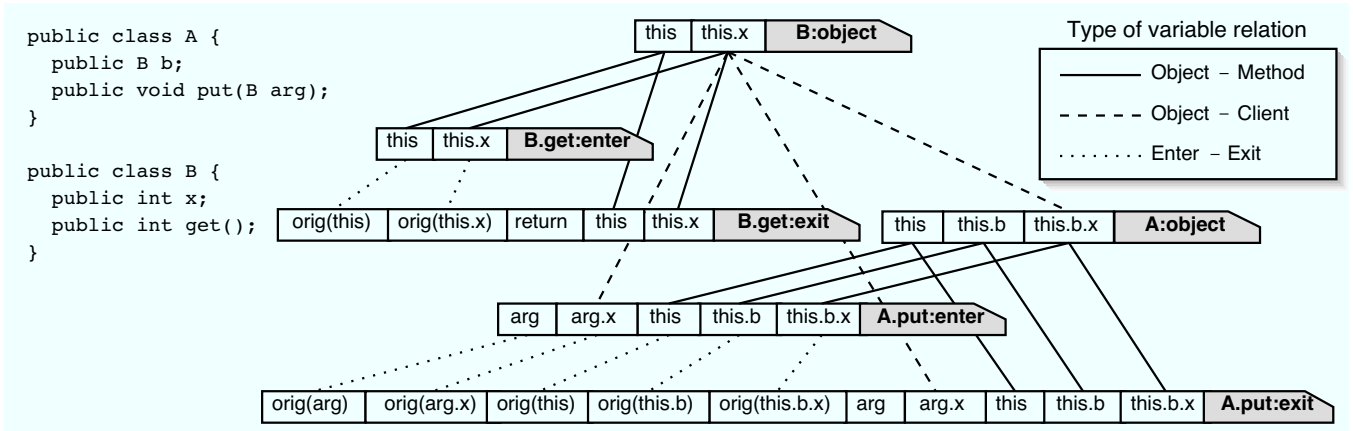 public class A {
public B b;
public void put(B arg);
}
public class B {
public int x;
public int get();
}
this this.x B:object
Type of variable relation
Object – Method
Object – Client
Enter – Exit
this this.x B.get:enter
orig(this) orig(this.x) return this this.x B.get:exit
this this.b this.b.x A:object
arg arg.x this this.b this.b.x A.put:enter
orig(arg) orig(arg.x) orig(this) orig(this.b) orig(this.b.x) arg arg.x this this.b this.b.x A.put:exit